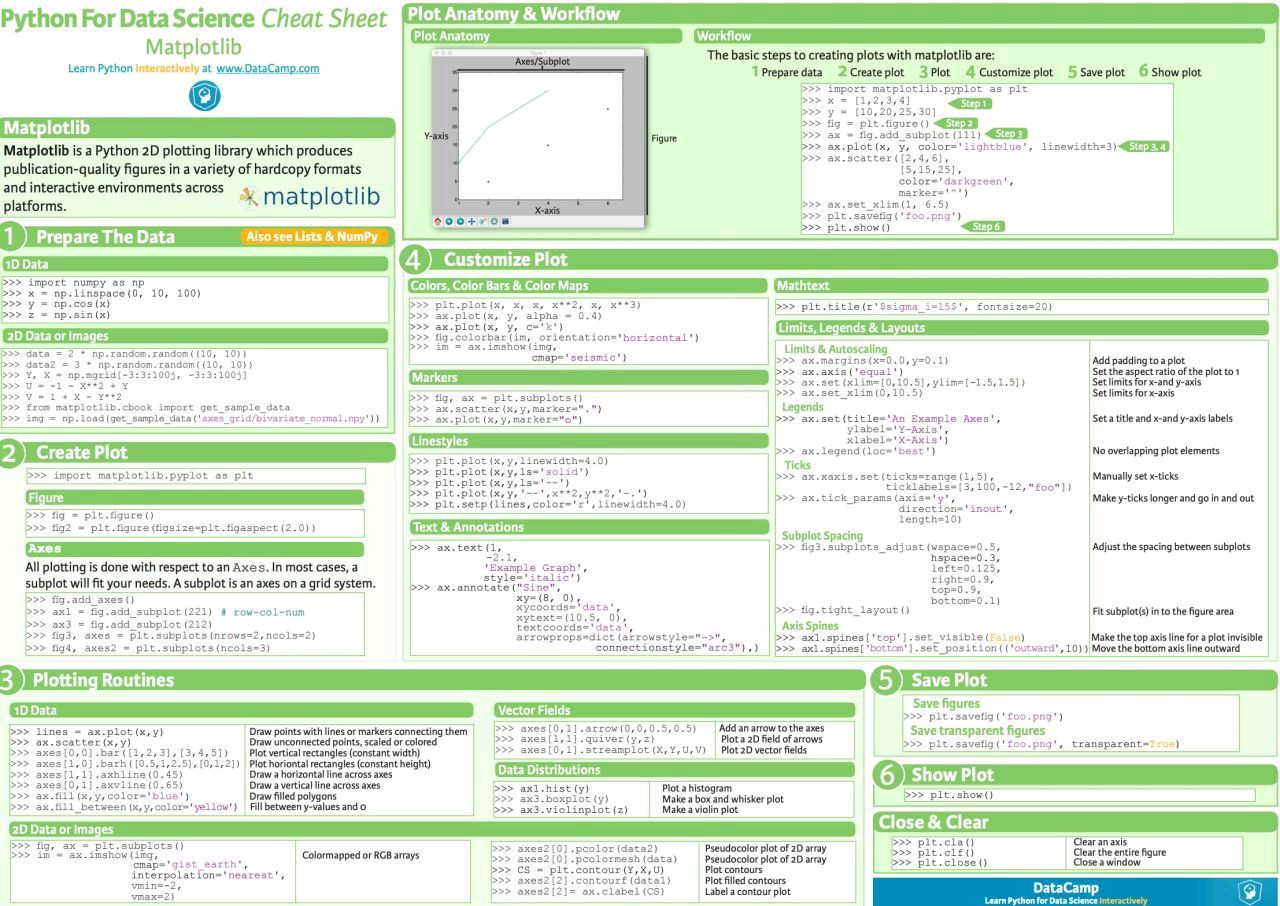 Python For Data Science Cheat Sheet
Matplotlib
Learn Python Interactively at www.DataCamp.com
Matplotlib
Matplotlib is a Python 2D plotting library which produces
publication-quality figures in a variety of hardcopy formats
and interactive environments across
platforms.
matplotlib
1 Prepare The Data
Also see Lists & NumPy
1D Data
>>> import numpy as np
>>> x = np.linspace(0, 10, 100)
>>> y = np.cos(x)
>>> z = np.sin(x)
2D Data or Images
>>> data = 2 * np.random.random((10, 10))
>>> data2 = 3 * np.random.random((10, 10))
>>> Y, X = np.mgrid[-3:3:100j, -3:3:100j]
>>> U = -1 - X**2 + Y
>>> V = 1 + X - Y**2
>>> from matplotlib.cbook import get_sample_data
>>> img = np.load(get_sample_data('axes_grid/bivariate_normal.npy'))
2 Create Plot
>>> import matplotlib.pyplot as plt
Figure
>>> fig = plt.figure()
>>> fig2 = plt.figure(figsize=plt.figaspect(2.0))
Axes
All plotting is done with respect to an Axes. In most cases, a
subplot will fit your needs. A subplot is an axes on a grid system.
>>> fig.add_axes()
>>> ax1 = fig.add_subplot(221) # row-col-num
>>> ax3 = fig.add_subplot(212)
>>> fig3, axes = plt.subplots(nrows=2,ncols=2)
>>> fig4, axes2 = plt.subplots(ncols=3)
Plot Anatomy & Workflow
Plot Anatomy
Figure 1
Axes/Subplot
Y-axis
Figure
X-axis
Workflow
The basic steps to creating plots with matplotlib are:
1 Prepare data 2 Create plot 3 Plot 4 Customize plot 5 Save plot 6 Show plot
>>> import matplotlib.pyplot as plt
>>> x = [1,2,3,4] Step 1
>>> y = [10,20,25,30]
>>> fig = plt.figure() Step 2
>>> ax = fig.add_subplot(111) Step 3
>>> ax.plot(x, y, color='lightblue', linewidth=3) Step 3, 4
>>> ax.scatter([2,4,6],
[5,15,25],
color='darkgreen',
marker='^')
>>> ax.set_xlim(1, 6.5)
>>> plt.savefig('foo.png')
>>> plt.show() Step 6
4 Customize Plot
Colors, Color Bars & Color Maps
>>> plt.plot(x, x, x, x**2, x, x**3)
>>> ax.plot(x, y, alpha = 0.4)
>>> ax.plot(x, y, c='k')
>>> fig.colorbar(im, orientation='horizontal')
>>> im = ax.imshow(img,
cmap='seismic')
Markers
>>> fig, ax = plt.subplots()
>>> ax.scatter(x,y,marker=".")
>>> ax.plot(x,y,marker="o")
Linestyles
>>> plt.plot(x,y,linewidth=4.0)
>>> plt.plot(x,y,ls='solid')
>>> plt.plot(x,y,ls='--')
>>> plt.plot(x,y,'--',x**2,y**2,'-.')
>>> plt.setp(lines,color='r',linewidth=4.0)
Text & Annotations
>>> ax.text(1,
-2.1,
'Example Graph',
style='italic')
>>> ax.annotate("Sine",
xy=(8, 0),
xycoords='data',
xytext=(10.5, 0),
textcoords='data',
arrowprops=dict(arrowstyle="->",
connectionstyle="arc3"),)
Mathtext
>>> plt.title(r'$sigma_i=15$', fontsize=20)
Limits, Legends & Layouts
Limits & Autoscaling
>>> ax.margins(x=0.0,y=0.1) Add padding to a plot
>>> ax.axis('equal') Set the aspect ratio of the plot to 1
>>> ax.set(xlim=[0,10.5],ylim=[-1.5,1.5]) Set limits for x-and y-axis
>>> ax.set_xlim(0,10.5) Set limits for x-axis
Legends
>>> ax.set(title='An Example Axes', Set a title and x-and y-axis labels
ylabel='Y-Axis',
xlabel='X-Axis')
>>> ax.legend(loc='best') No overlapping plot elements
Ticks
>>> ax.xaxis.set(ticks=range(1,5), Manually set x-ticks
ticklabels=[3,100,-12,"foo"])
>>> ax.tick_params(axis='y', Make y-ticks longer and go in and out
direction='inout',
length=10)
Subplot Spacing
>>> fig3.subplots_adjust(wspace=0.5, Adjust the spacing between subplots
hspace=0.3,
left=0.125,
right=0.9,
top=0.9,
bottom=0.1)
>>> fig.tight_layout() Fit subplot(s) in to the figure area
Axis Spines
>>> ax1.spines['top'].set_visible(False) Make the top axis line for a plot invisible
>>> ax1.spines['bottom'].set_position(('outward',10)) Move the bottom axis line outward
3 Plotting Routines
1D Data
>>> lines = ax.plot(x,y) Draw points with lines or markers connecting them
>>> ax.scatter(x,y) Draw unconnected points, scaled or colored
>>> axes[0,0].bar([1,2,3],[3,4,5]) Plot vertical rectangles (constant width)
>>> axes[1,0].barh([0.5,1,2.5],[0,1,2]) Plot horiontal rectangles (constant height)
>>> axes[1,1].axhline(0.45) Draw a horizontal line across axes
>>> axes[0,1].axvline(0.65) Draw a vertical line across axes
>>> ax.fill(x,y,color='blue') Draw filled polygons
>>> ax.fill_between(x,y,color='yellow') Fill between y-values and 0
2D Data or Images
>>> fig, ax = plt.subplots()
>>> im = ax.imshow(img, Colormapped or RGB arrays
cmap='gist_earth',
interpolation='nearest',
vmin=-2,
vmax=2)
Vector Fields
>>> axes[0,1].arrow(0,0,0.5,0.5) Add an arrow to the axes
>>> axes[1,1].quiver(y,z) Plot a 2D field of arrows
>>> axes[0,1].streamplot(X,Y,U,V) Plot 2D vector fields
Data Distributions
>>> ax1.hist(y) Plot a histogram
>>> ax3.boxplot(y) Make a box and whisker plot
>>> ax3.violinplot(z) Make a violin plot
>>> axes2[0].pcolor(data2) Pseudocolor plot of 2D array
>>> axes2[0].pcolormesh(data) Pseudocolor plot of 2D array
>>> CS = plt.contour(Y,X,U) Plot contours
>>> axes2[2].contourf(data1) Plot filled contours
>>> axes2[2]= ax.clabel(CS) Label a contour plot
5 Save Plot
Save figures
>>> plt.savefig('foo.png')
Save transparent figures
>>> plt.savefig('foo.png', transparent=True)
6 Show Plot
>>> plt.show()
Close & Clear
>>> plt.cla() Clear an axis
>>> plt.clf() Clear the entire figure
>>> plt.close() Close a window
DataCamp
Learn Python for Data Science Interactively